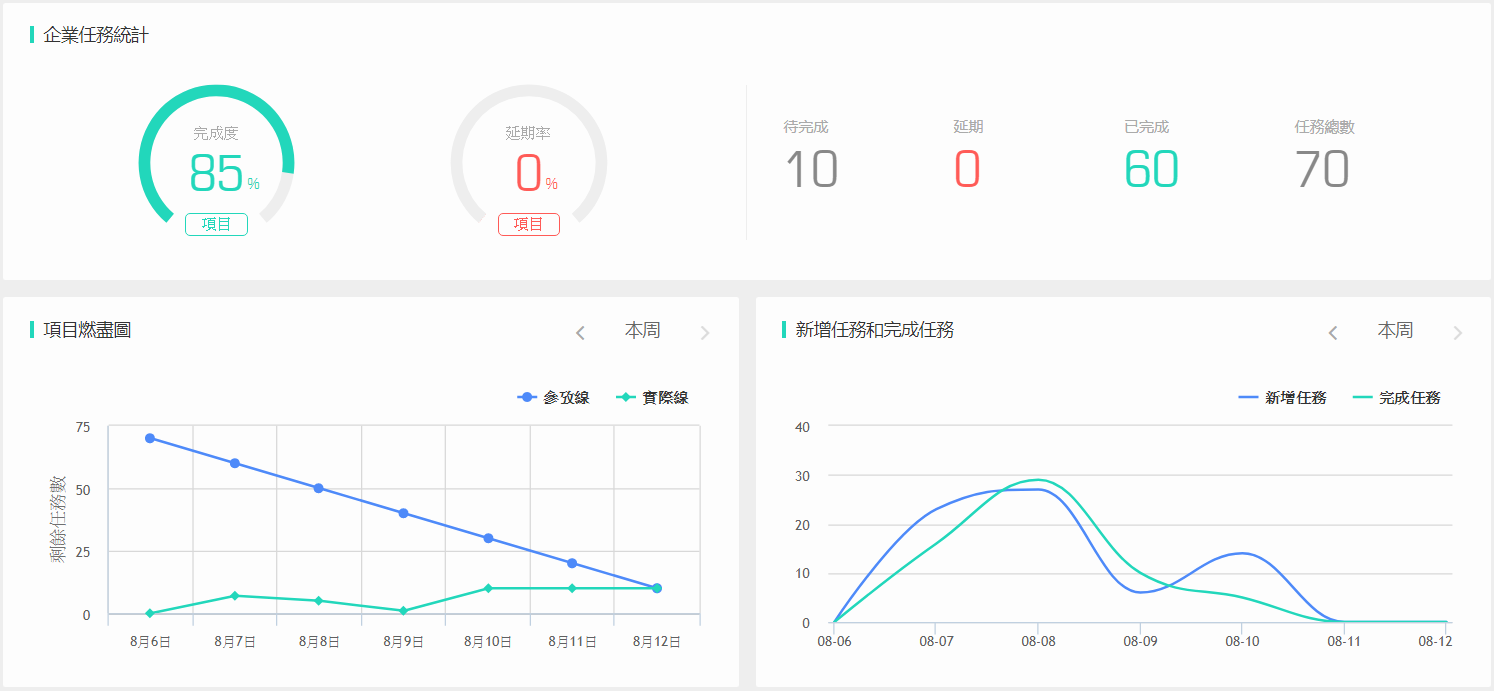 企業任務統計
完成度
85%
項目
延期率
0%
項目
待完成
10
延期
0
已完成
60
任務總數
70
項目燃盡圖
本周
參攷線
實際線
剩餘任務數
75
50
25
0
8月6日
8月7日
8月8日
8月9日
8月10日
8月11日
8月12日
新增任務和完成任務
本周
新增任務
完成任務
40
30
20
10
0
08-06
08-07
08-08
08-09
08-10
08-11
08-12